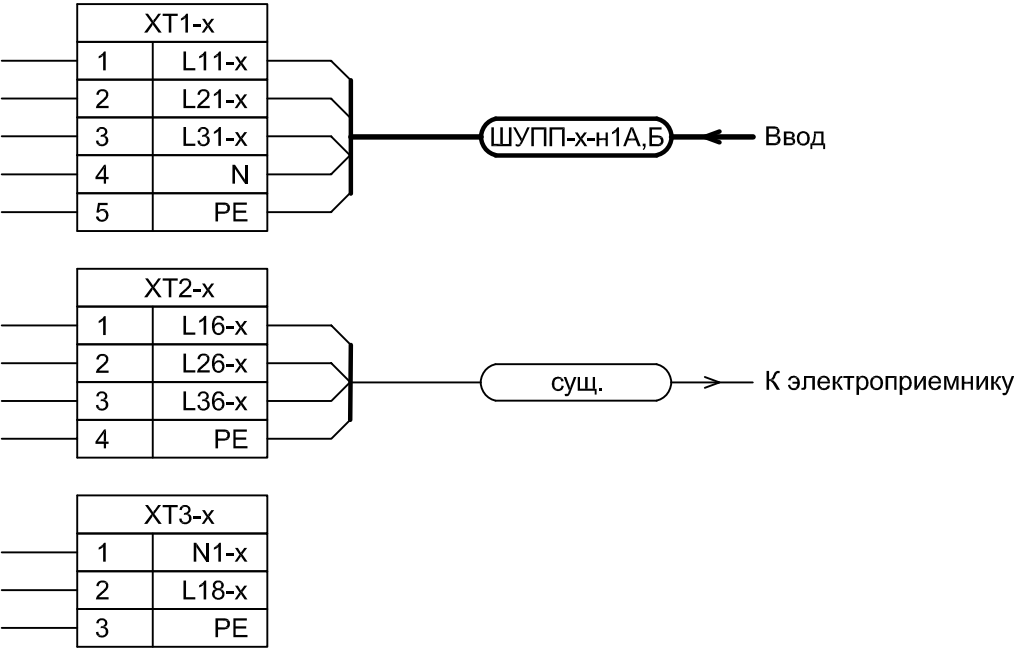 XT1-x
1 L11-x
2 L21-x
3 L31-x
4 N
5 PE
ШУПП-х-н1А,Б
Ввод
XT2-x
1 L16-x
2 L26-x
3 L36-x
4 PE
сущ.
К электроприемнику
XT3-x
1 N1-x
2 L18-x
3 PE